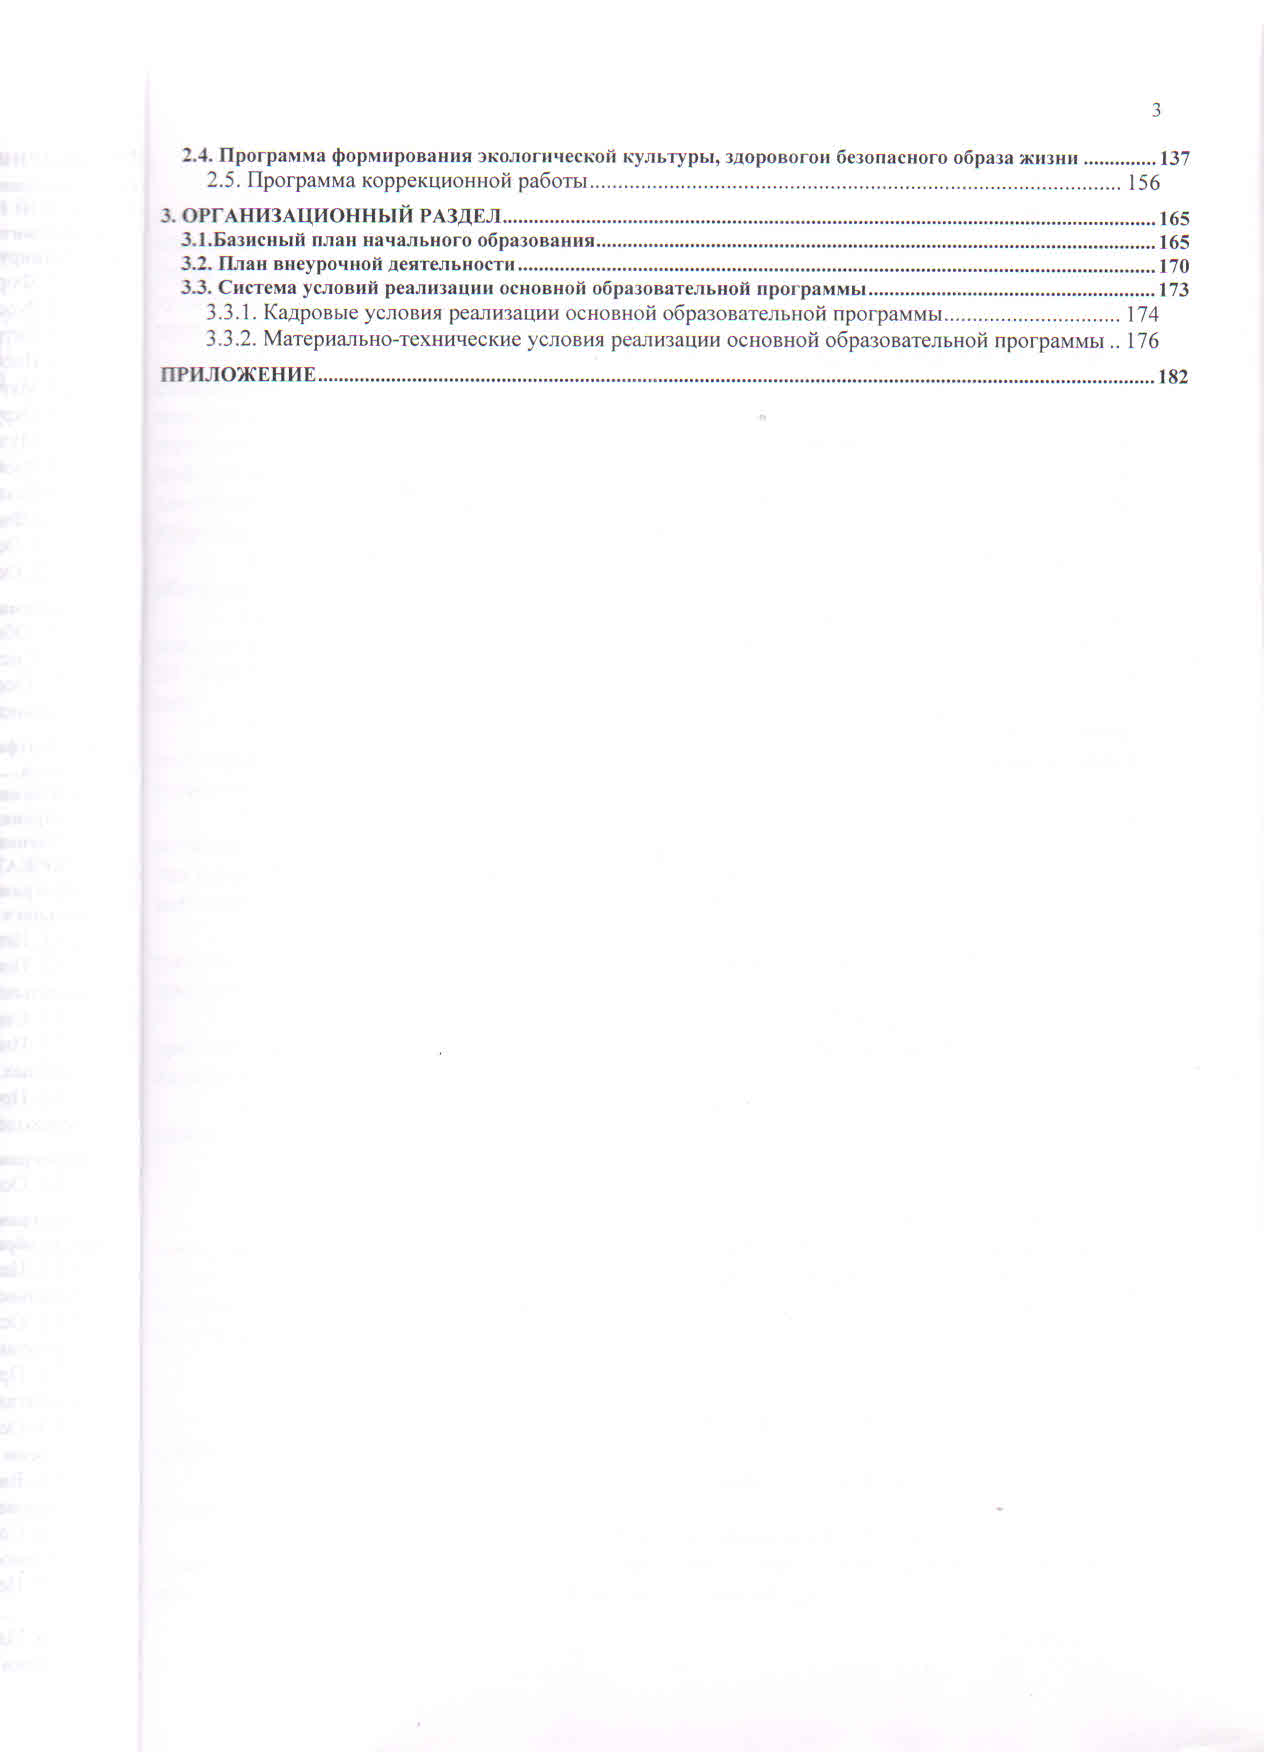 3
2.4. Программа формирования экологической культуры, здоровогои безопасного образа жизни .............. 137
2.5. Программа коррекционной работы............................................................................................... 156
3. ОРГАНИЗАЦИОННЫЙ РАЗДЕЛ.................................................................................................................................. 165
3.1.Базисный план начального образования............................................................................................................... 165
3.2. План внеурочной деятельности............................................................................................................................... 170
3.3. Система условий реализации основной образовательной программы......................................................... 173
3.3.1. Кадровые условия реализации основной образовательной программы............................... 174
3.3.2. Материально-технические условия реализации основной образовательной программы .. 176
ПРИЛОЖЕНИЕ...................................................................................................................................................................... 182